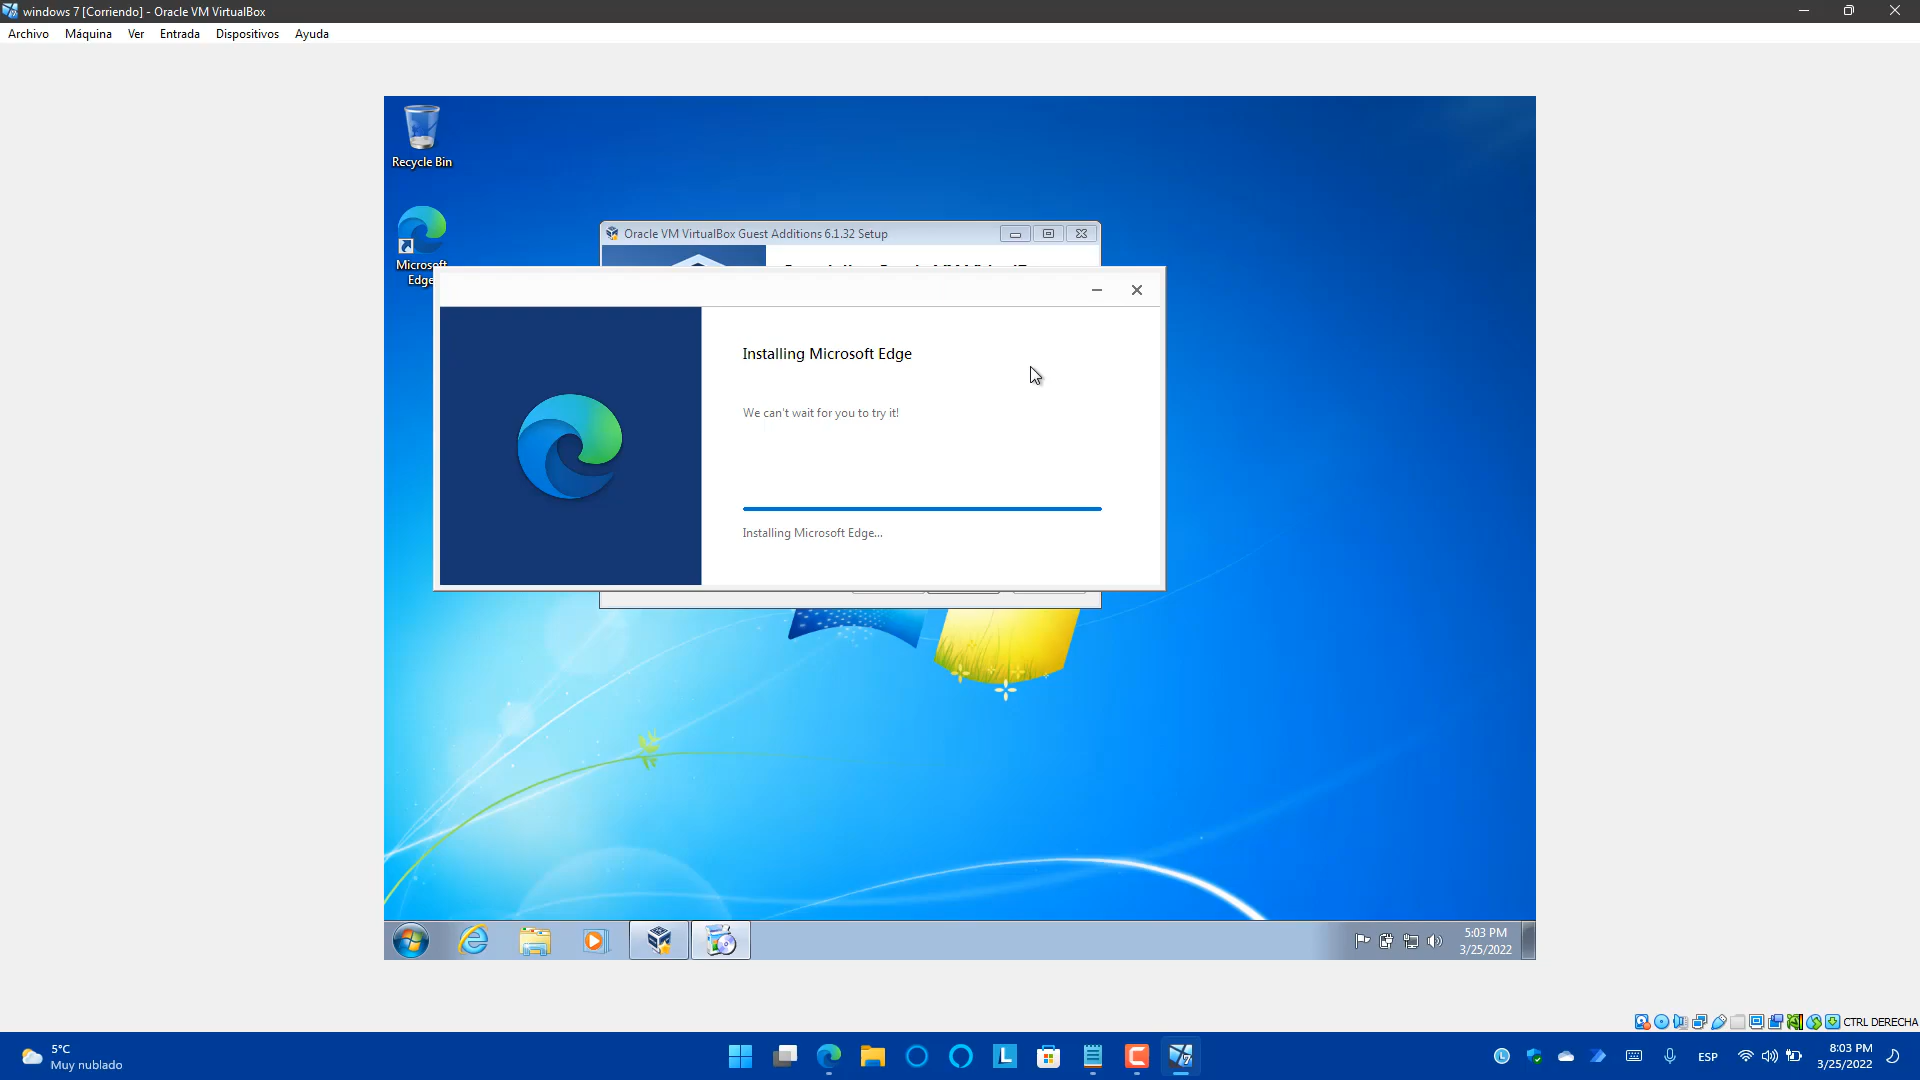 windows 7 [Corriendo] - Oracle VM VirtualBox
Archivo Máquina Ver Entrada Dispositivos Ayuda
Recycle Bin
Microsoft
Edge
Oracle VM VirtualBox Guest Additions 6.1.32 Setup
Installing Microsoft Edge
We can't wait for you to try it!
Installing Microsoft Edge...
5:03 PM
3/25/2022
CTRL DERECHA
5°C
Muy nublado
L
7
ESP
8:03 PM
3/25/2022